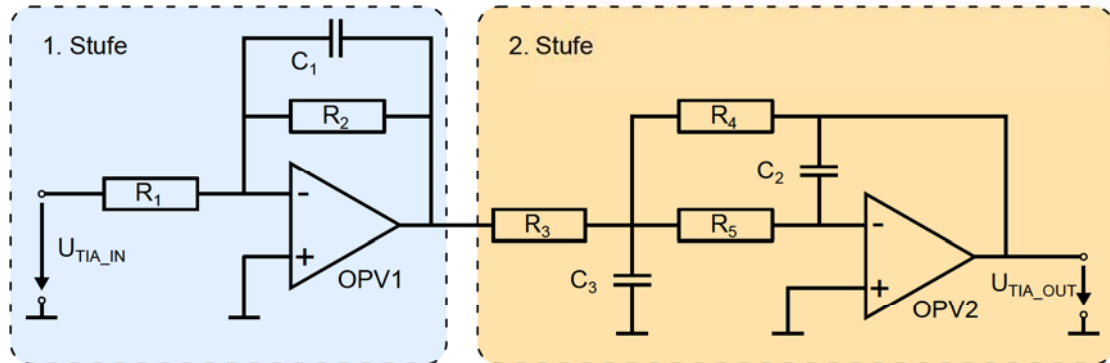 1. Stufe
C1
R2
R1
-
+
OPV1
UTIA_IN
2. Stufe
R4
C2
R3
R5
C3
-
+
OPV2
UTIA_OUT